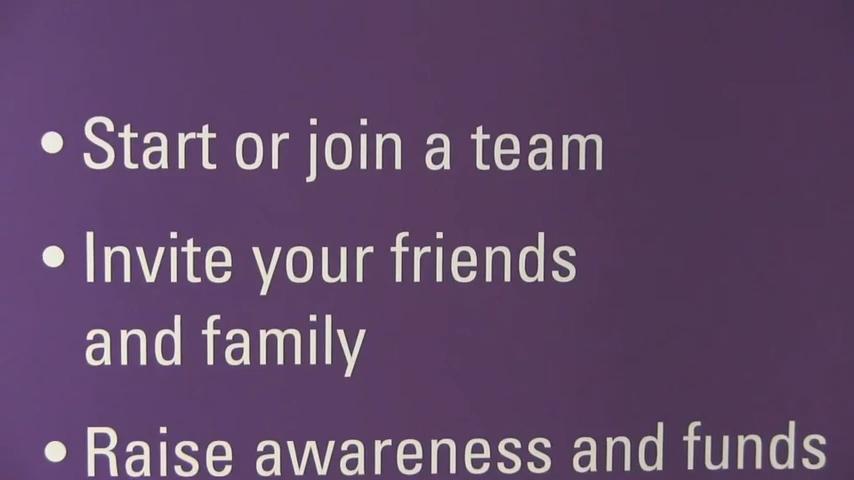 • Start or join a team
• Invite your friends
and family
• Raise awareness and funds